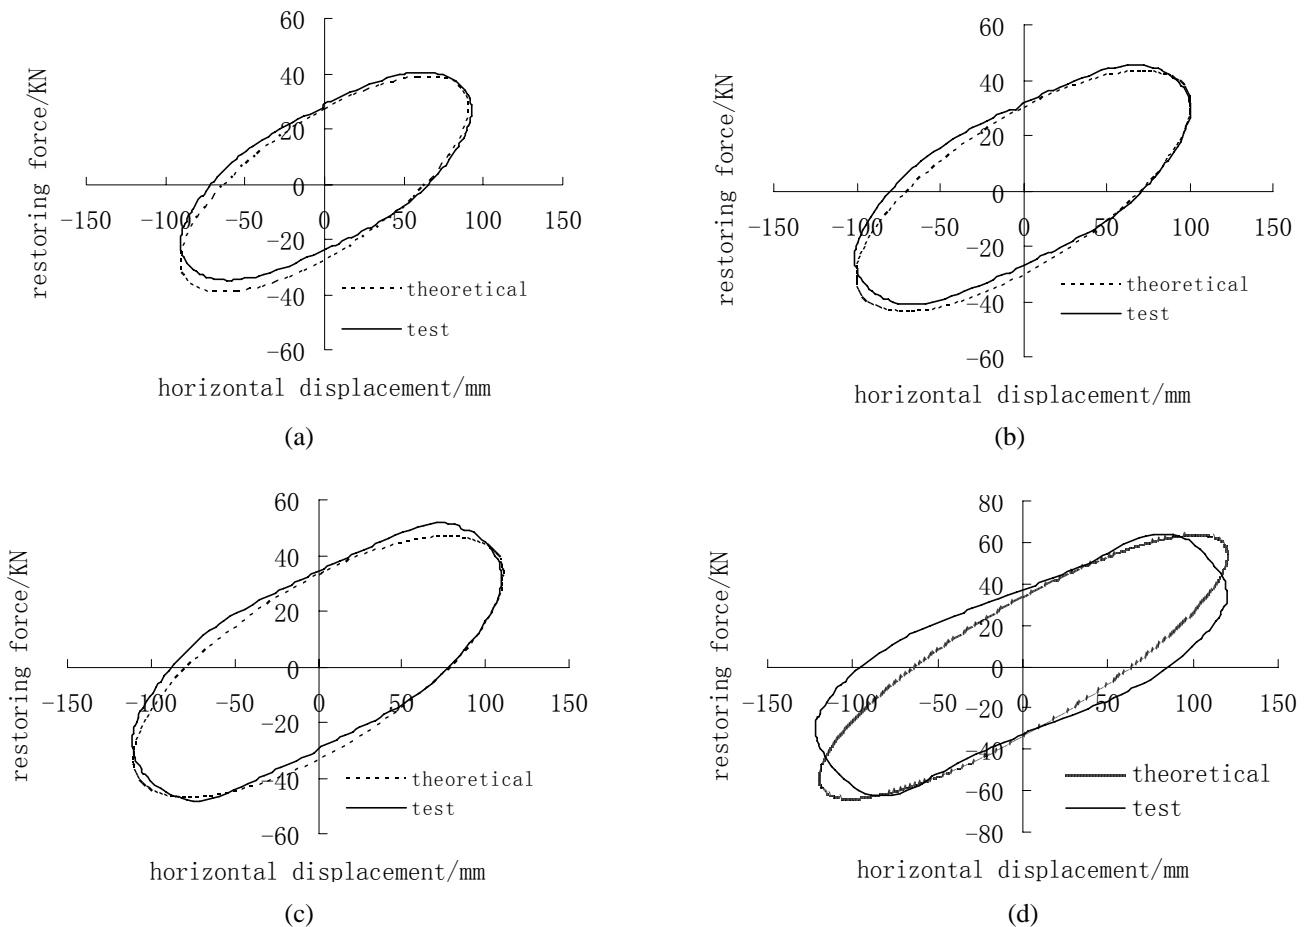 60
40
20
0
−20
−40
−60
−150
−100
−50
0
50
100
150
restoring force/KN
theoretical
test
horizontal displacement/mm
(a)
60
40
20
0
−20
−40
−60
−150
−100
−50
0
50
100
150
restoring force/KN
theoretical
test
horizontal displacement/mm
(b)
60
40
20
0
−20
−40
−60
−150
−100
−50
0
50
100
150
restoring force/KN
theoretical
test
horizontal displacement/mm
(c)
80
60
40
20
0
−20
−40
−60
−80
−150
−100
−50
0
50
100
150
restoring force/KN
theoretical
test
horizontal displacement/mm
(d)